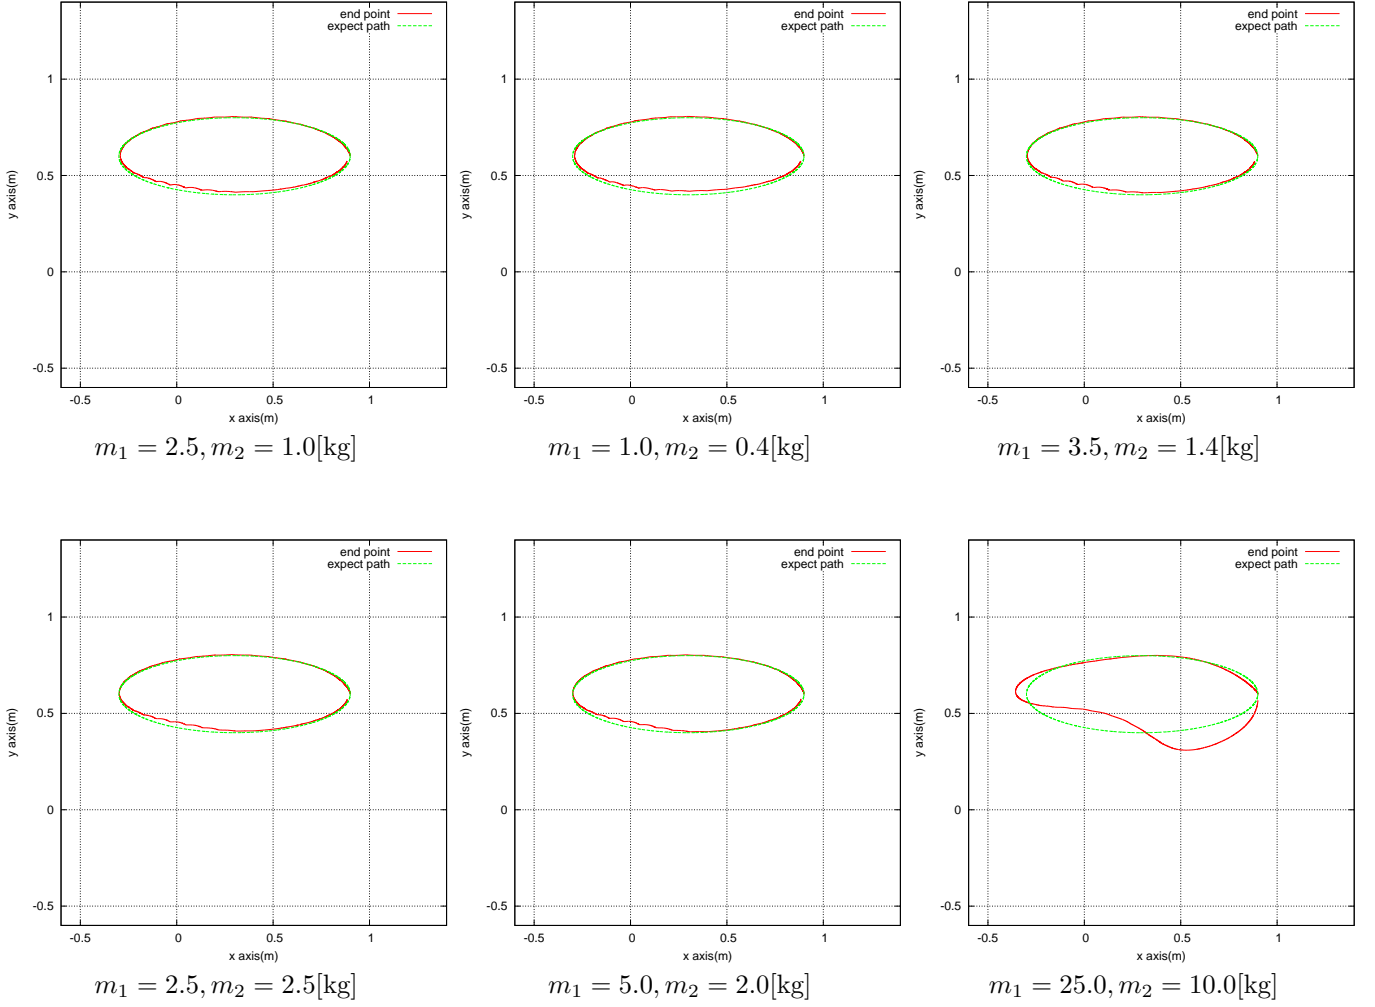 end point
expect path
1
0.5
0
-0.5
y axis(m)
-0.5
0
0.5
1
x axis(m)
m₁ = 2.5, m₂ = 1.0[kg]
end point
expect path
1
0.5
0
-0.5
y axis(m)
-0.5
0
0.5
1
x axis(m)
m₁ = 1.0, m₂ = 0.4[kg]
end point
expect path
1
0.5
0
-0.5
y axis(m)
-0.5
0
0.5
1
x axis(m)
m₁ = 3.5, m₂ = 1.4[kg]
end point
expect path
1
0.5
0
-0.5
y axis(m)
-0.5
0
0.5
1
x axis(m)
m₁ = 2.5, m₂ = 2.5[kg]
end point
expect path
1
0.5
0
-0.5
y axis(m)
-0.5
0
0.5
1
x axis(m)
m₁ = 5.0, m₂ = 2.0[kg]
end point
expect path
1
0.5
0
-0.5
y axis(m)
-0.5
0
0.5
1
x axis(m)
m₁ = 25.0, m₂ = 10.0[kg]